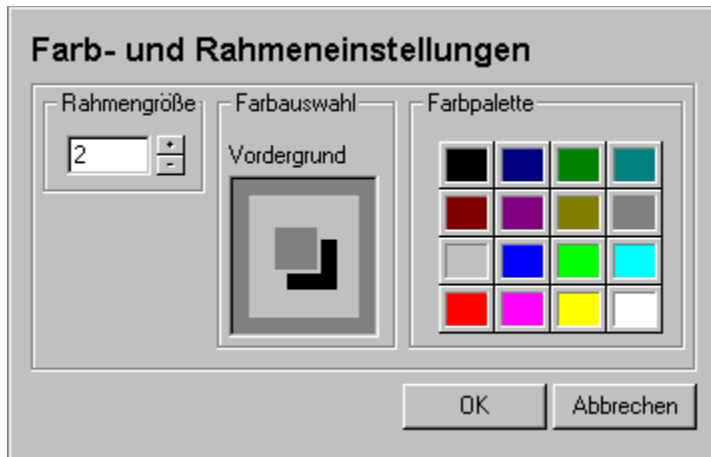 Farb- und Rahmeneinstellungen
Rahmengröße
2
+
-
Farbauswahl
Vordergrund
Farbpalette
OK
Abbrechen